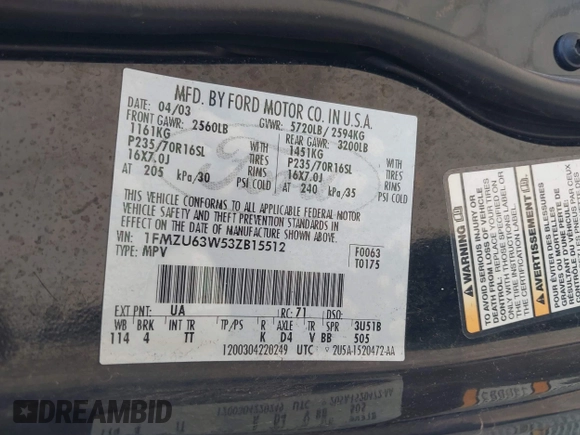 MFD. BY FORD MOTOR CO. IN U.S.A.
DATE: 04/03 GVWR: 5720LB/ 2594KG
FRONT GAWR: 2560LB REAR GAWR: 3200LB
1161KG WITH 1451KG WITH
P235/70R16SL TIRES P235/70R16SL TIRES
16X7.0J RIMS 16X7.0J RIMS
AT 205 kPa/30 PSI COLD AT 240 kPa/35 PSI COLD
THIS VEHICLE CONFORMS TO ALL APPLICABLE FEDERAL MOTOR
VEHICLE SAFETY AND THEFT PREVENTION STANDARDS IN
EFFECT ON THE DATE OF MANUFACTURE SHOWN ABOVE.
VIN: 1FMZU63W53ZB15512 F0063
TYPE: MPV T0175
EXT PNT: UA RC: 71 DSO:
WB BRK INT TR TP/PS R AXLE TR SPR 3U51B
114 4 TT K D4 V BB 505
1200304220249 UTC 2U5A-1520472-AA
Ford
WARNING
AVERTISSEMENT
DREAMBID